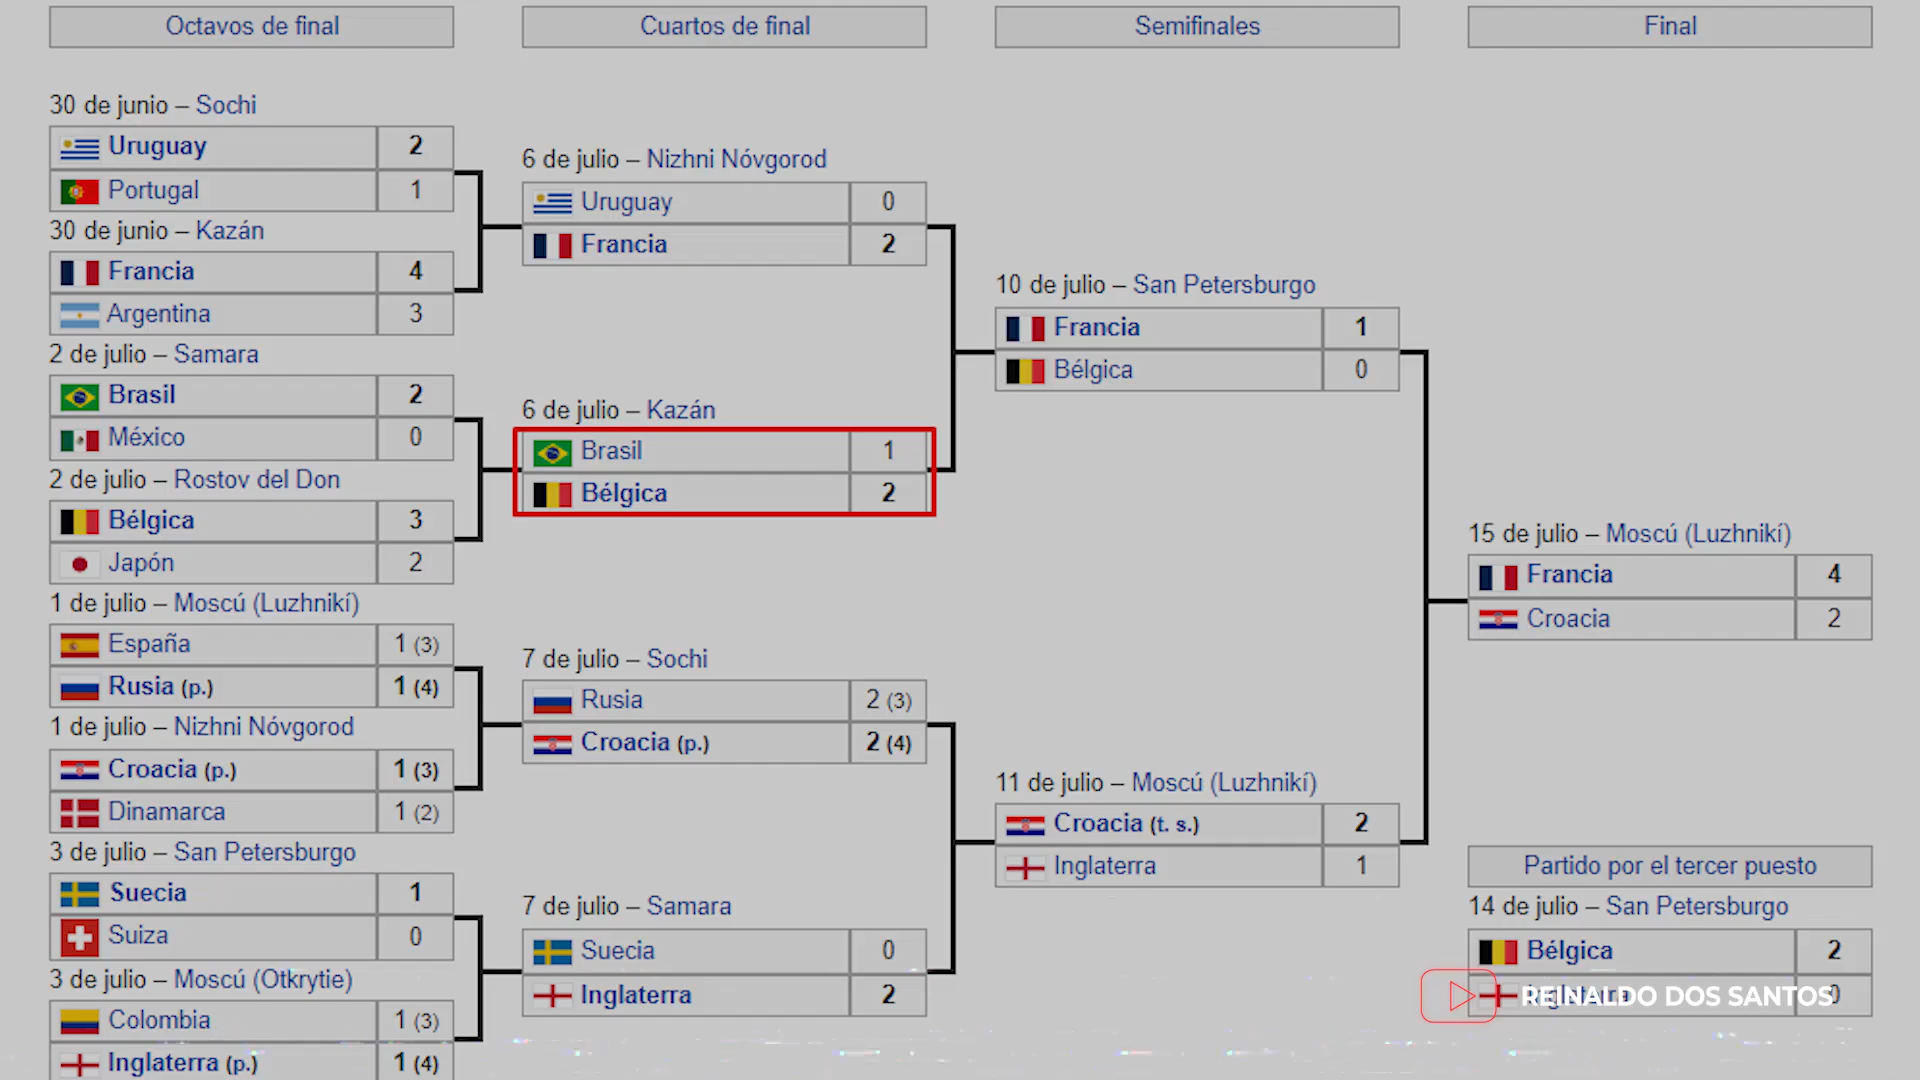 Octavos de final
Cuartos de final
Semifinales
Final
30 de junio – Sochi
Uruguay 2
Portugal 1
30 de junio – Kazán
Francia 4
Argentina 3
2 de julio – Samara
Brasil 2
México 0
2 de julio – Rostov del Don
Bélgica 3
Japón 2
1 de julio – Moscú (Luzhnikí)
España 1 (3)
Rusia (p.) 1 (4)
1 de julio – Nizhni Nóvgorod
Croacia (p.) 1 (3)
Dinamarca 1 (2)
3 de julio – San Petersburgo
Suecia 1
Suiza 0
3 de julio – Moscú (Otkrytie)
Colombia 1 (3)
Inglaterra (p.) 1 (4)
6 de julio – Nizhni Nóvgorod
Uruguay 0
Francia 2
6 de julio – Kazán
Brasil 1
Bélgica 2
7 de julio – Sochi
Rusia 2 (3)
Croacia (p.) 2 (4)
7 de julio – Samara
Suecia 0
Inglaterra 2
10 de julio – San Petersburgo
Francia 1
Bélgica 0
11 de julio – Moscú (Luzhnikí)
Croacia (t. s.) 2
Inglaterra 1
15 de julio – Moscú (Luzhnikí)
Francia 4
Croacia 2
Partido por el tercer puesto
14 de julio – San Petersburgo
Bélgica 2
Inglaterra 0
REINALDO DOS SANTOS